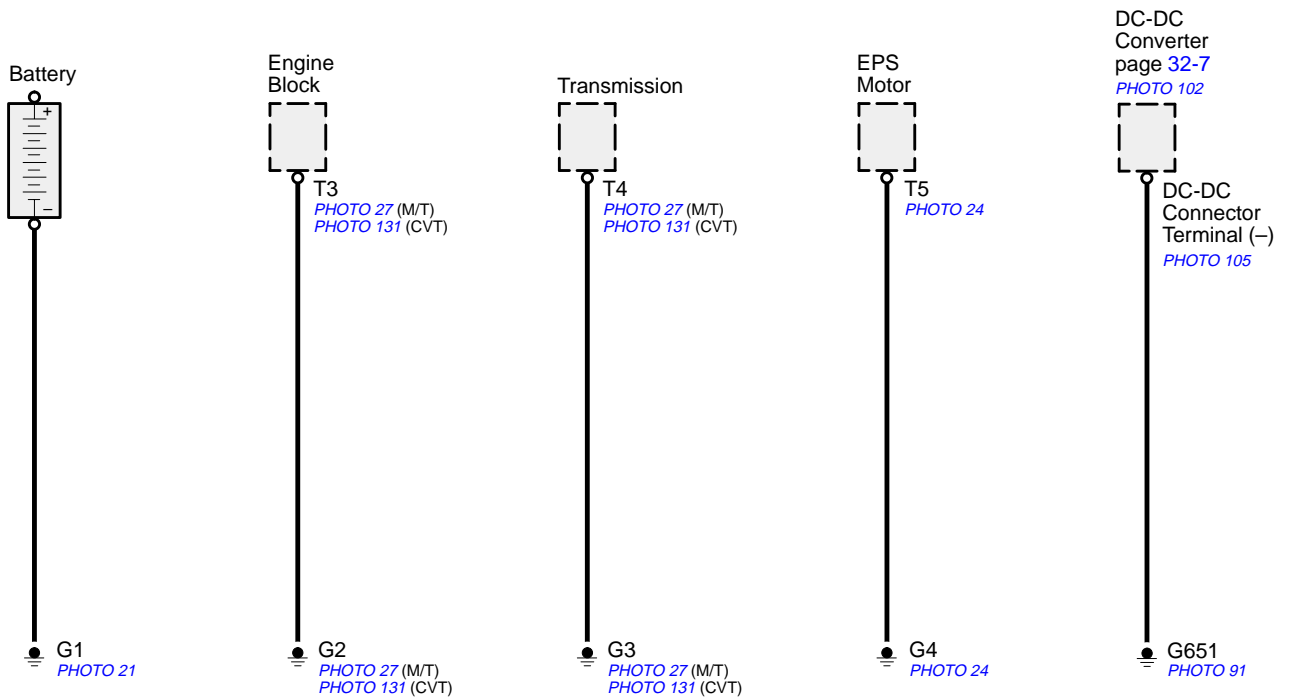 Battery
+
–
G1
PHOTO 21
Engine
Block
T3
PHOTO 27 (M/T)
PHOTO 131 (CVT)
G2
PHOTO 27 (M/T)
PHOTO 131 (CVT)
Transmission
T4
PHOTO 27 (M/T)
PHOTO 131 (CVT)
G3
PHOTO 27 (M/T)
PHOTO 131 (CVT)
EPS
Motor
T5
PHOTO 24
G4
PHOTO 24
DC-DC
Converter
page 32-7
PHOTO 102
DC-DC
Connector
Terminal (–)
PHOTO 105
G651
PHOTO 91